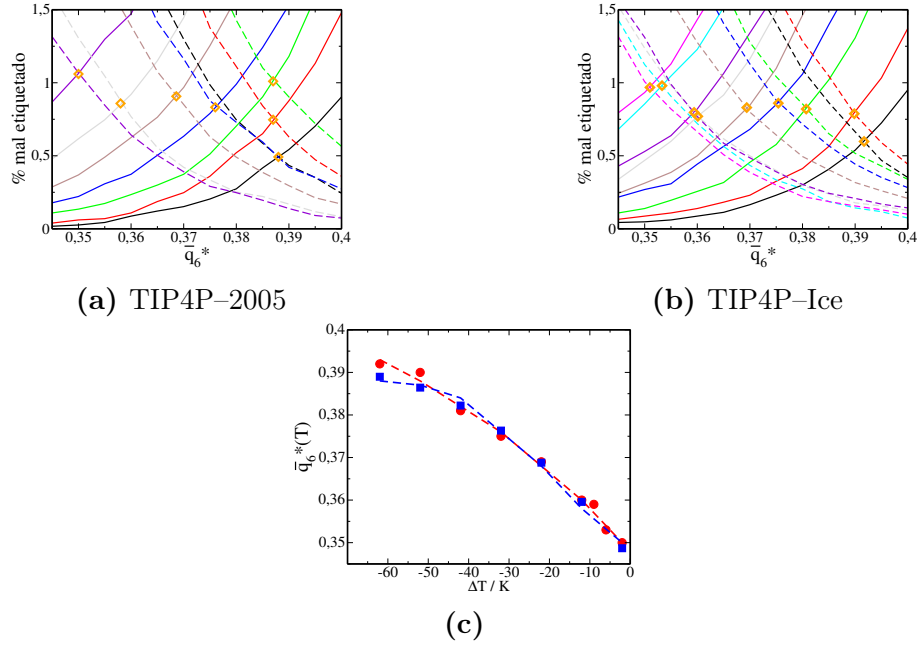 1,5
1
0,5
0
% mal etiquetado
0,35 0,36 0,37 0,38 0,39 0,4
q̅₆*
(a) TIP4P–2005
1,5
1
0,5
0
% mal etiquetado
0,35 0,36 0,37 0,38 0,39 0,4
q̅₆*
(b) TIP4P–Ice
0,4
0,39
0,38
0,37
0,36
0,35
q̅₆*(T)
-60 -50 -40 -30 -20 -10 0
ΔT / K
(c)